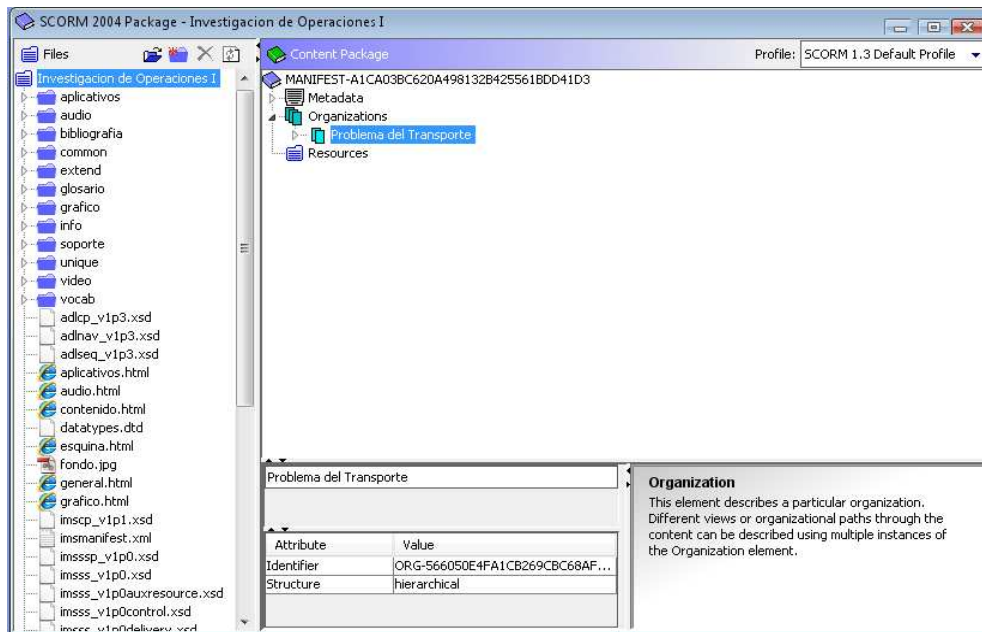 SCORM 2004 Package - Investigacion de Operaciones I
Files
Investigacion de Operaciones I
aplicativos
audio
bibliografia
common
extend
glosario
grafico
info
soporte
unique
video
vocab
adlcp_v1p3.xsd
adlnav_v1p3.xsd
adlseq_v1p3.xsd
aplicativos.html
audio.html
contenido.html
datatypes.dtd
esquina.html
fondo.jpg
general.html
grafico.html
imscp_v1p1.xsd
imsmanifest.xml
imsssp_v1p0.xsd
imsss_v1p0.xsd
imsss_v1p0auxresource.xsd
imsss_v1p0control.xsd
imsss_v1p0delivery.xsd
Content Package
Profile: SCORM 1.3 Default Profile
MANIFEST-A1CA03BC620A498132B425561BDD41D3
Metadata
Organizations
Problema del Transporte
Resources
Problema del Transporte
Attribute Value
Identifier ORG-566050E4FA1CB269CBC68AF...
Structure hierarchical
Organization
This element describes a particular organization.
Different views or organizational paths through the
content can be described using multiple instances of
the Organization element.